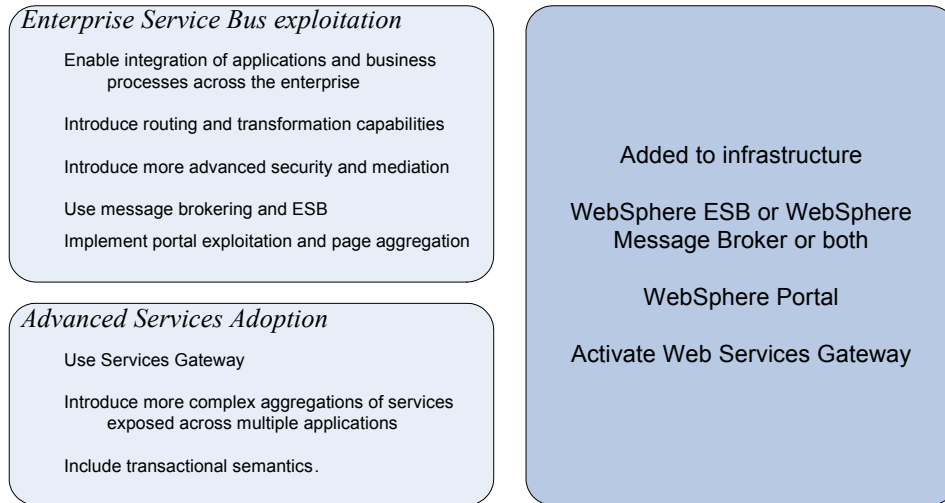 Enterprise Service Bus exploitation
Enable integration of applications and business
processes across the enterprise
Introduce routing and transformation capabilities
Introduce more advanced security and mediation
Use message brokering and ESB
Implement portal exploitation and page aggregation
Advanced Services Adoption
Use Services Gateway
Introduce more complex aggregations of services
exposed across multiple applications
Include transactional semantics.
Added to infrastructure
WebSphere ESB or WebSphere
Message Broker or both
WebSphere Portal
Activate Web Services Gateway